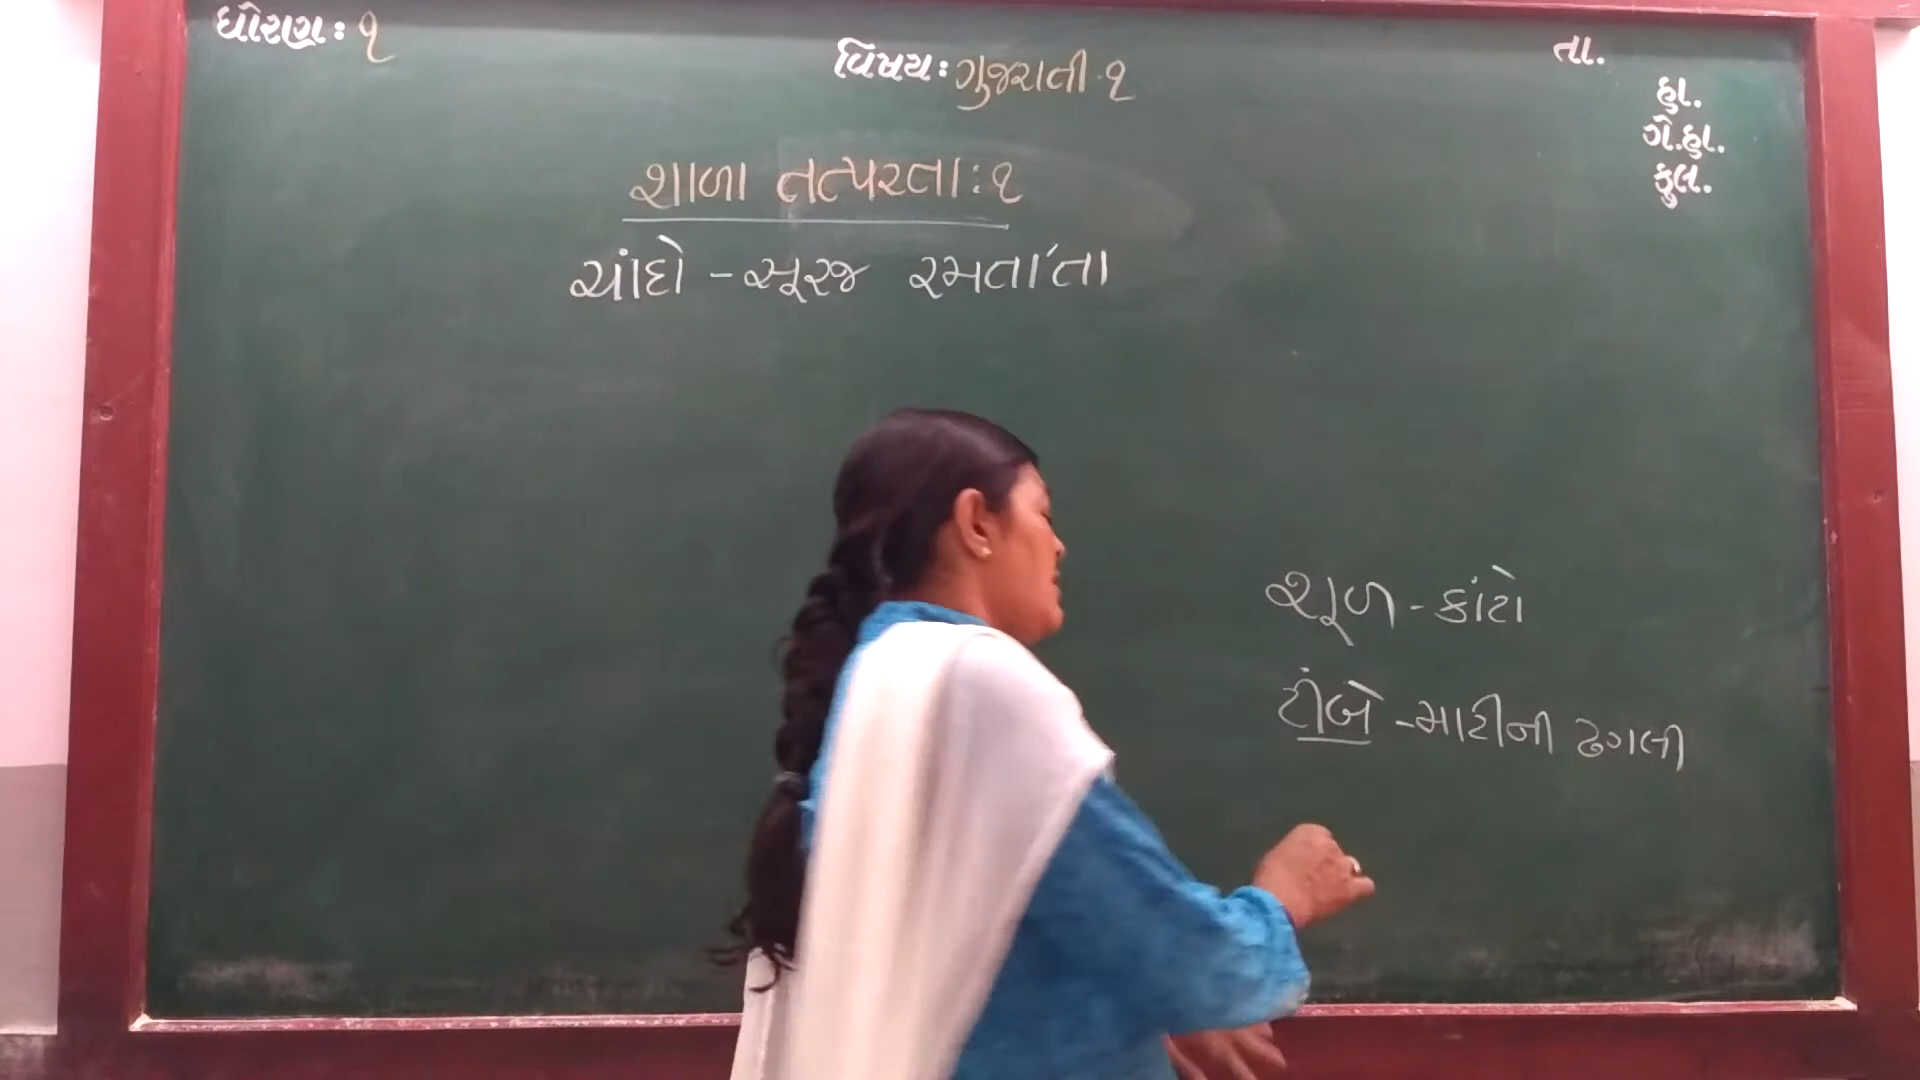 ધોરણ: ૧
વિષય: ગુજરાતી-૧
તા.
હા.
ગે.હા.
કુલ.
શાળા તત્પરતા: ૧
ચાંદો - સૂરજ રમતા'તા
શૂળ - કાંટો
ટીંબે - માટીની ઢગલી